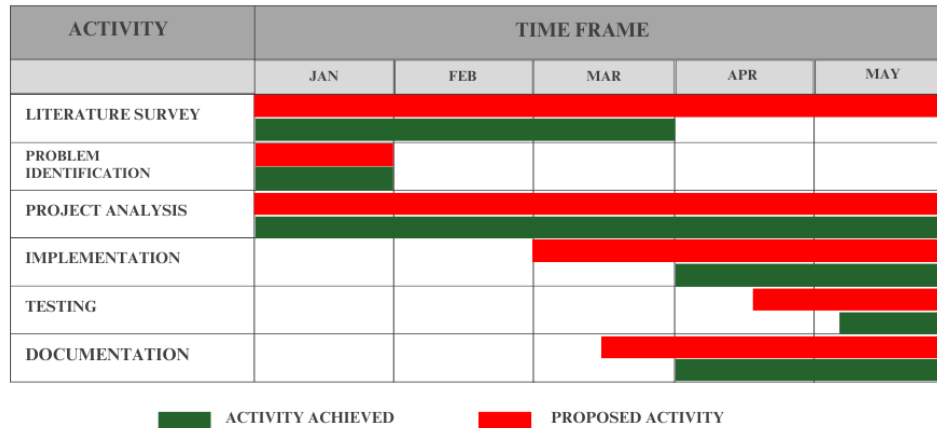 ACTIVITY TIME FRAME
JAN FEB MAR APR MAY
LITERATURE SURVEY
PROBLEM
IDENTIFICATION
PROJECT ANALYSIS
IMPLEMENTATION
TESTING
DOCUMENTATION
ACTIVITY ACHIEVED PROPOSED ACTIVITY